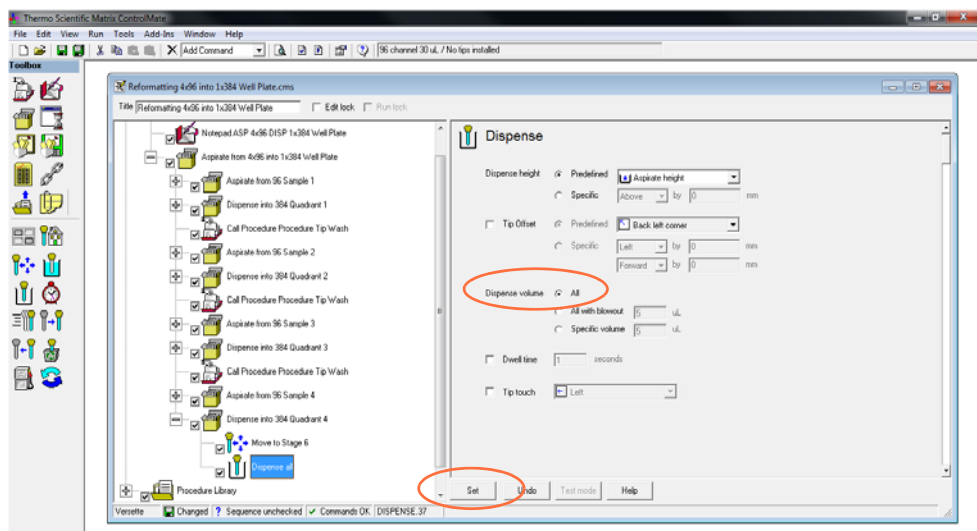 Thermo Scientific Matrix ControlMate
File Edit View Run Tools Add-Ins Window Help
Add Command 96 channel 30 uL / No tips installed
Toolbox
Reformatting 4x96 into 1x384 Well Plate.cms
Title Reformatting 4x96 into 1x384 Well Plate Edit lock Run lock
Notepad ASP 4x96 DISP 1x384 Well Plate
Aspirate from 4x96 into 1x384 Well Plate
Aspirate from 96 Sample 1
Dispense into 384 Quadrant 1
Call Procedure Procedure Tip Wash
Aspirate from 96 Sample 2
Dispense into 384 Quadrant 2
Call Procedure Procedure Tip Wash
Aspirate from 96 Sample 3
Dispense into 384 Quadrant 3
Call Procedure Procedure Tip Wash
Aspirate from 96 Sample 4
Dispense into 384 Quadrant 4
Move to Stage 6
Dispense all
Procedure Library
Dispense
Dispense height Predefined Aspirate height
Specific Above by 0 mm
Tip Offset Predefined Back left corner
Specific Left by 0 mm
Forward by 0 mm
Dispense volume All
All with blowout 5 uL
Specific volume 5 uL
Dwell time 1 seconds
Tip touch Left
Set Undo Test mode Help
Versette Changed ? Sequence unchecked Commands OK DISPENSE.37